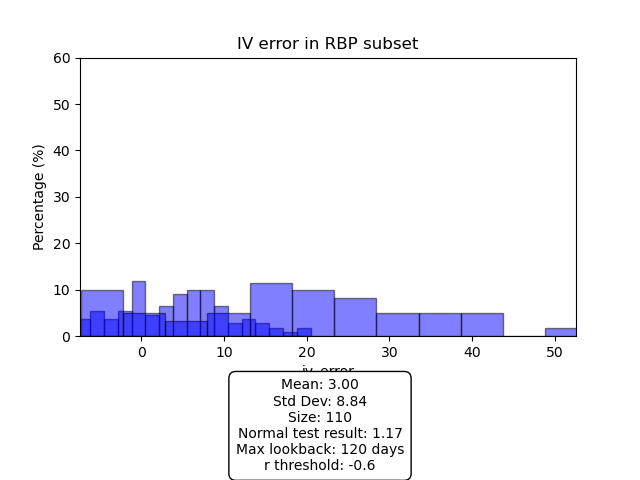 IV error in RBP subset
60
50
40
30
20
10
0
Percentage (%)
0 10 20 30 40 50
iv_error
Mean: 3.00
Std Dev: 8.84
Size: 110
Normal test result: 1.17
Max lookback: 120 days
r threshold: -0.6